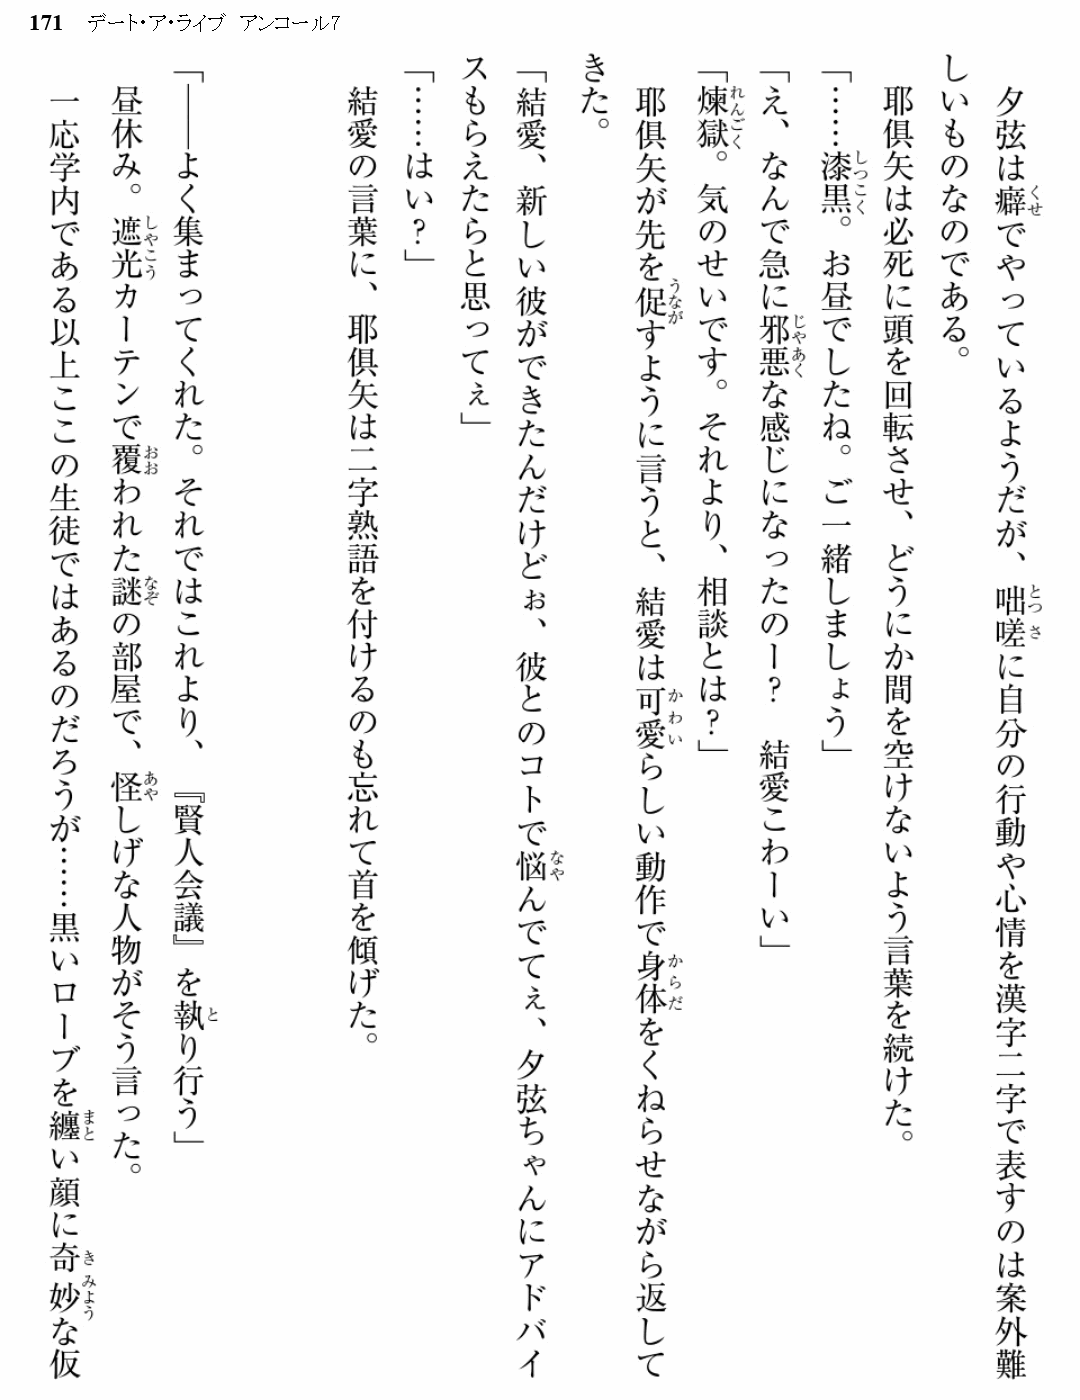 171 デート・ア・ライブ アンコール7
夕弦は癖でやっているようだが、咄嗟に自分の行動や心情を漢字二字で表すのは案外難
しいものなのである。
耶倶矢は必死に頭を回転させ、どうにか間を空けないよう言葉を続けた。
「……漆黒。お昼でしたね。ご一緒しましょう」
「え、なんで急に邪悪な感じになったのー? 結愛こわーい」
「煉獄。気のせいです。それより、相談とは?」
耶倶矢が先を促すように言うと、結愛は可愛らしい動作で身体をくねらせながら返して
きた。
「結愛、新しい彼ができたんだけどぉ、彼とのコトで悩んでてぇ、夕弦ちゃんにアドバイ
スもらえたらと思ってぇ」
「……はい?」
結愛の言葉に、耶倶矢は二字熟語を付けるのも忘れて首を傾げた。
「――よく集まってくれた。それではこれより、『賢人会議』を執り行う」
昼休み。遮光カーテンで覆われた謎の部屋で、怪しげな人物がそう言った。
一応学内である以上ここの生徒ではあるのだろうが……黒いローブを纏い顔に奇妙な仮